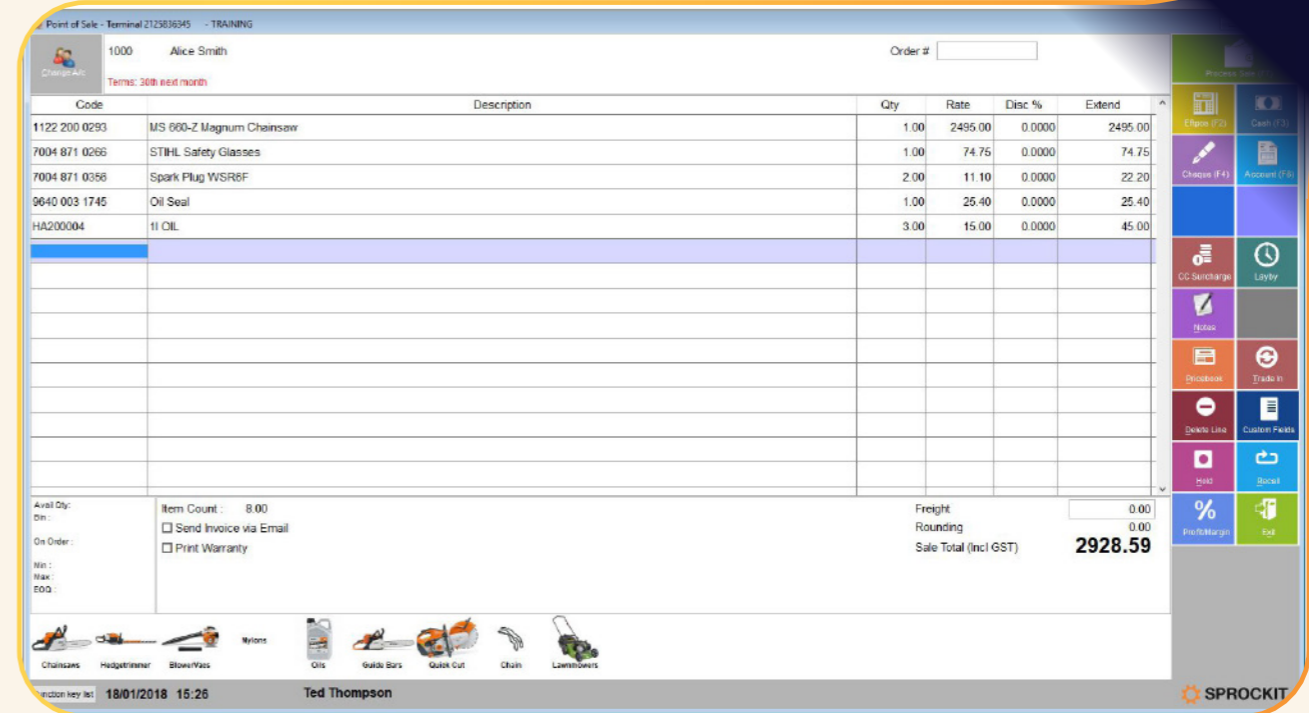 Point of Sale - Terminal 2125836345 - TRAINING
Change A/c
1000 Alice Smith
Order #
Terms: 30th next month
Code Description Qty Rate Disc % Extend
1122 200 0293 MS 660-Z Magnum Chainsaw 1.00 2495.00 0.0000 2495.00
7004 871 0266 STIHL Safety Glasses 1.00 74.75 0.0000 74.75
7004 871 0356 Spark Plug WSR6F 2.00 11.10 0.0000 22.20
9640 003 1745 Oil Seal 1.00 25.40 0.0000 25.40
HA200004 1l OIL 3.00 15.00 0.0000 45.00
Avail Qty:
Bin :
On Order :
Min :
Max :
EOQ :
Item Count : 8.00
Send Invoice via Email
Print Warranty
Freight 0.00
Rounding 0.00
Sale Total (Incl GST) 2928.59
Process
Eftpos (F2) Cash (F3)
Cheque (F4) Account (F8)
CC Surcharge Layby
Notes
Pricebook Trade in
Delete Line Custom Fields
Hold Recall
Profit/Margin Exit
Chainsaws Hedgetrimmer BlowerVacs Nylons Oils Guide Bars Quick Cut Chain Lawnmowers
unction key list 18/01/2018 15:26 Ted Thompson
SPROCKIT